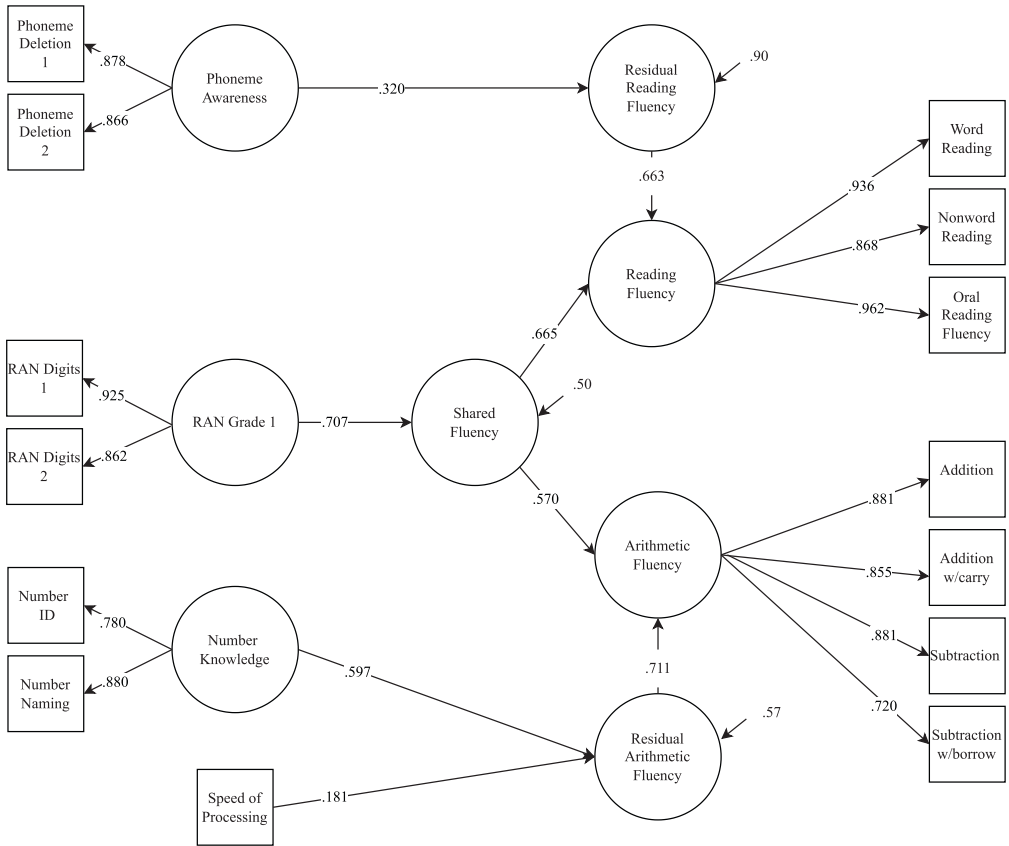 Phoneme
Deletion
1
.878
Phoneme
Deletion
2
.866
Phoneme
Awareness
.320
Residual
Reading
Fluency
.90
.663
Reading
Fluency
.936
Word
Reading
.868
Nonword
Reading
.962
Oral
Reading
Fluency
RAN Digits
1
.925
RAN Digits
2
.862
RAN Grade 1
.707
Shared
Fluency
.50
.665
.570
Arithmetic
Fluency
.881
Addition
.855
Addition
w/carry
.881
Subtraction
.720
Subtraction
w/borrow
Number
ID
.780
Number
Naming
.880
Number
Knowledge
.597
.711
Residual
Arithmetic
Fluency
.57
Speed of
Processing
.181